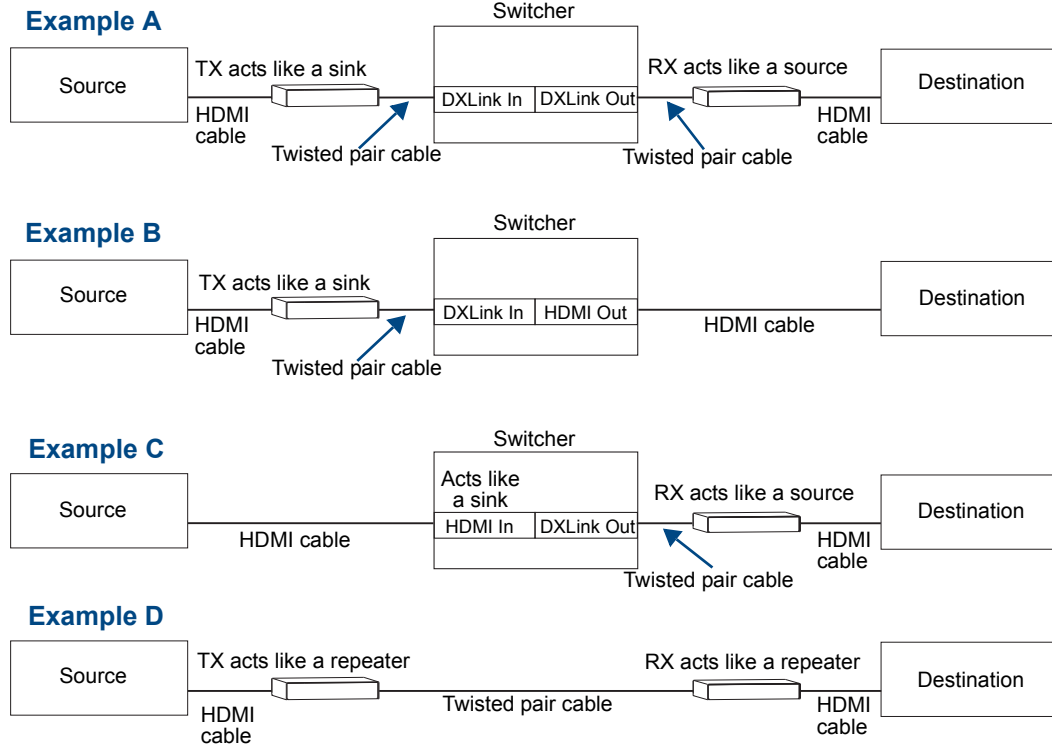 Example A
Switcher
Source
TX acts like a sink
RX acts like a source
Destination
DXLink In
DXLink Out
HDMI
cable
HDMI
cable
Twisted pair cable
Twisted pair cable
Example B
Switcher
Source
TX acts like a sink
Destination
DXLink In
HDMI Out
HDMI
cable
HDMI cable
Twisted pair cable
Example C
Switcher
Source
Acts like
a sink
RX acts like a source
Destination
HDMI In
DXLink Out
HDMI cable
HDMI
cable
Twisted pair cable
Example D
Source
TX acts like a repeater
RX acts like a repeater
Destination
HDMI
cable
Twisted pair cable
HDMI
cable